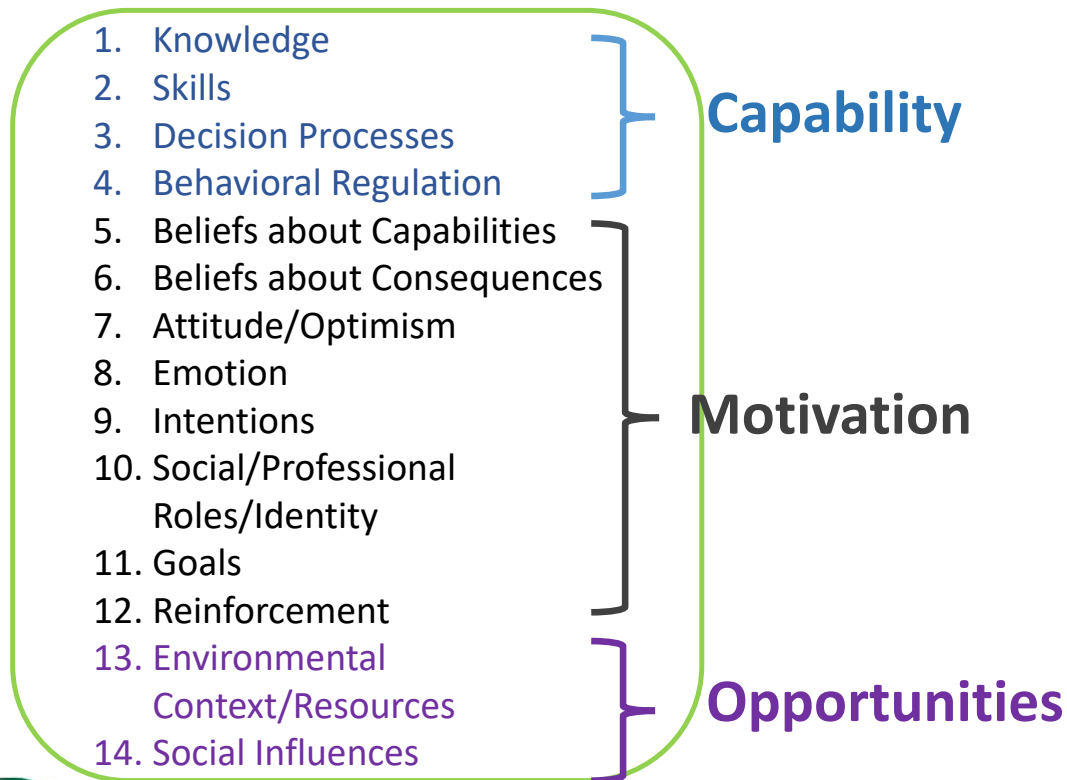 1. Knowledge
2. Skills
3. Decision Processes
4. Behavioral Regulation
Capability
5. Beliefs about Capabilities
6. Beliefs about Consequences
7. Attitude/Optimism
8. Emotion
9. Intentions
10. Social/Professional
Roles/Identity
11. Goals
12. Reinforcement
Motivation
13. Environmental
Context/Resources
14. Social Influences
Opportunities